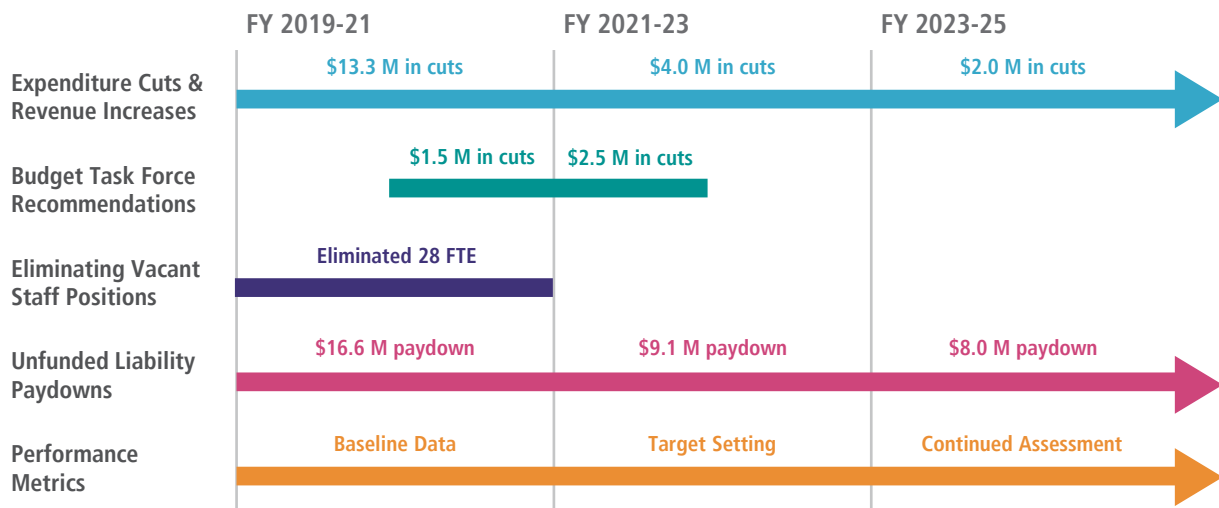 FY 2019-21
FY 2021-23
FY 2023-25
Expenditure Cuts &
Revenue Increases
$13.3 M in cuts
$4.0 M in cuts
$2.0 M in cuts
Budget Task Force
Recommendations
$1.5 M in cuts
$2.5 M in cuts
Eliminating Vacant
Staff Positions
Eliminated 28 FTE
Unfunded Liability
Paydowns
$16.6 M paydown
$9.1 M paydown
$8.0 M paydown
Performance
Metrics
Baseline Data
Target Setting
Continued Assessment